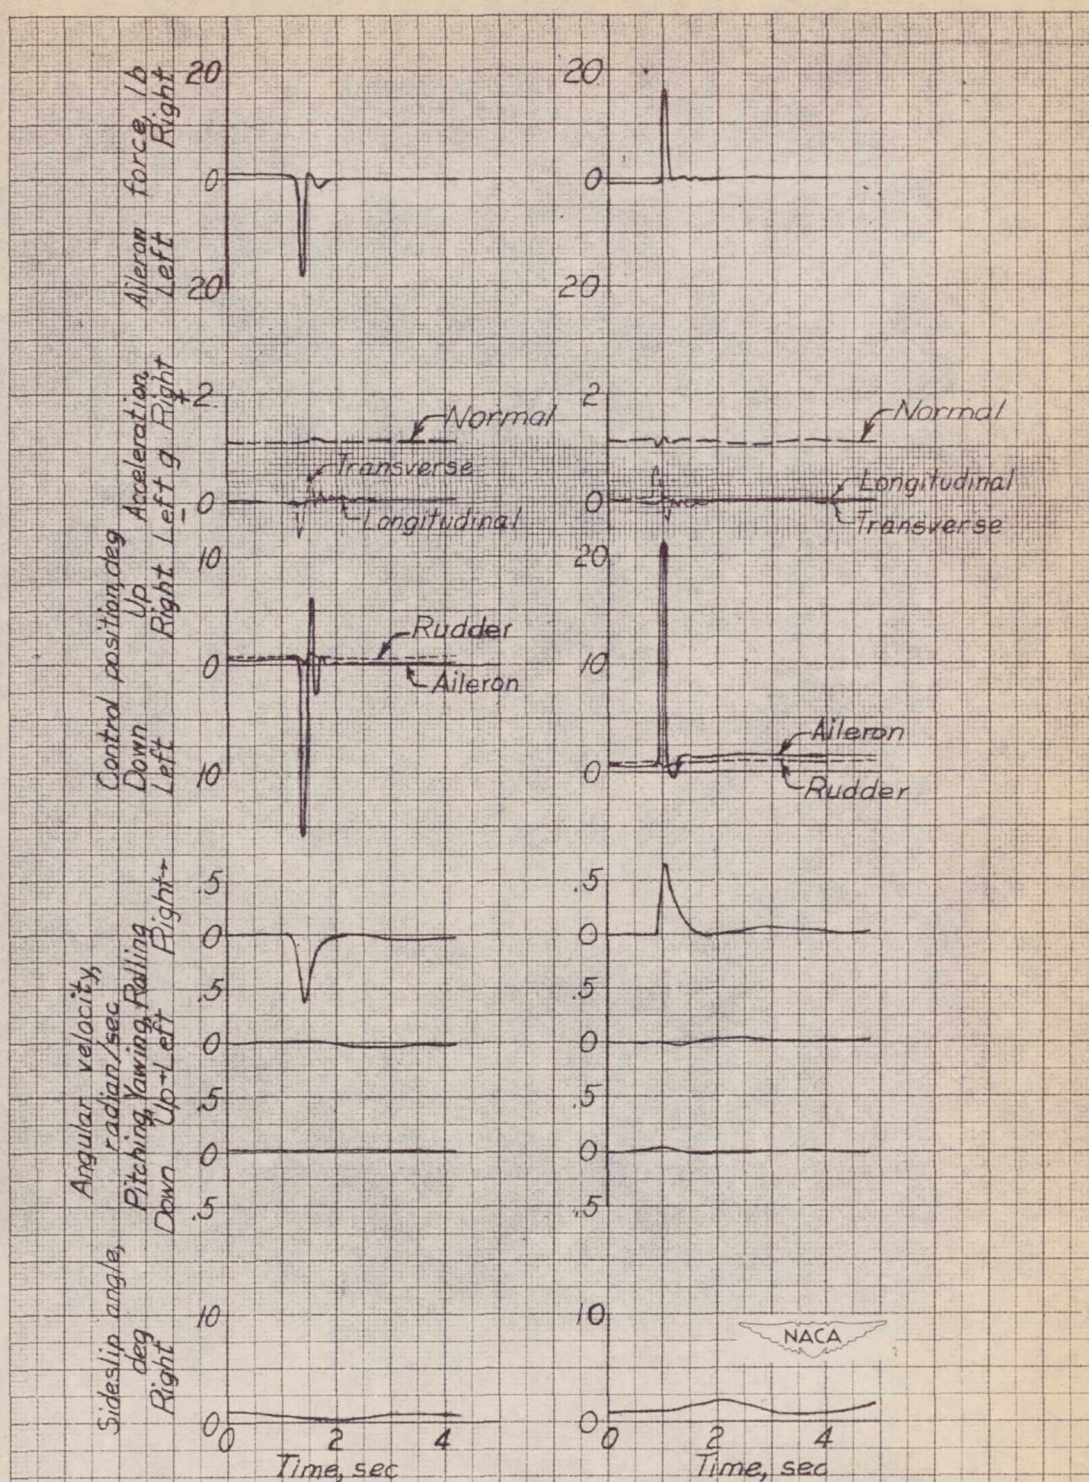 Aileron force, lb
Left Right
20
0
20
20
0
20
Acceleration, g
Left Right
- +
2
0
Normal
Transverse
Longitudinal
2
0
Normal
Longitudinal
Transverse
Control position, deg
Down Up
Left Right
10
0
10
Rudder
Aileron
20
10
0
Aileron
Rudder
Angular velocity,
radian/sec
Pitching, Yawing, Rolling
Down Up Left Right
.5
0
.5
0
.5
0
.5
.5
0
.5
0
.5
0
.5
Sideslip angle,
deg
Right
10
0
10
0
NACA
0 2 4
Time, sec
0 2 4
Time, sec